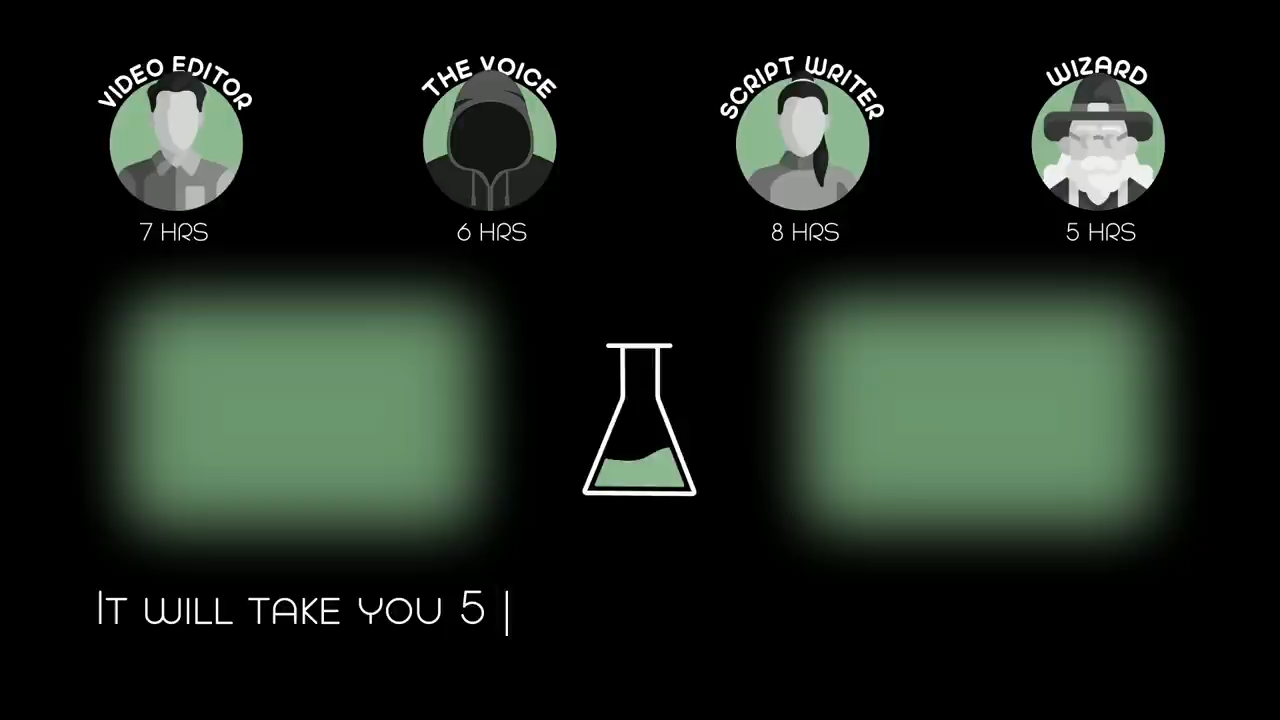 VIDEO EDITOR
THE VOICE
SCRIPT WRITER
WIZARD
7 HRS
6 HRS
8 HRS
5 HRS
IT WILL TAKE YOU 5